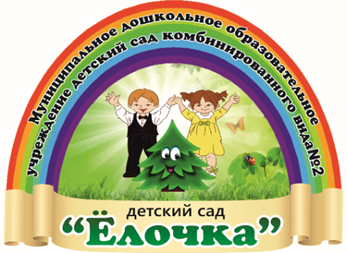 Муниципальное дошкольное образовательное
учреждение детский сад комбинированного вида№2
детский сад
“Ёлочка”